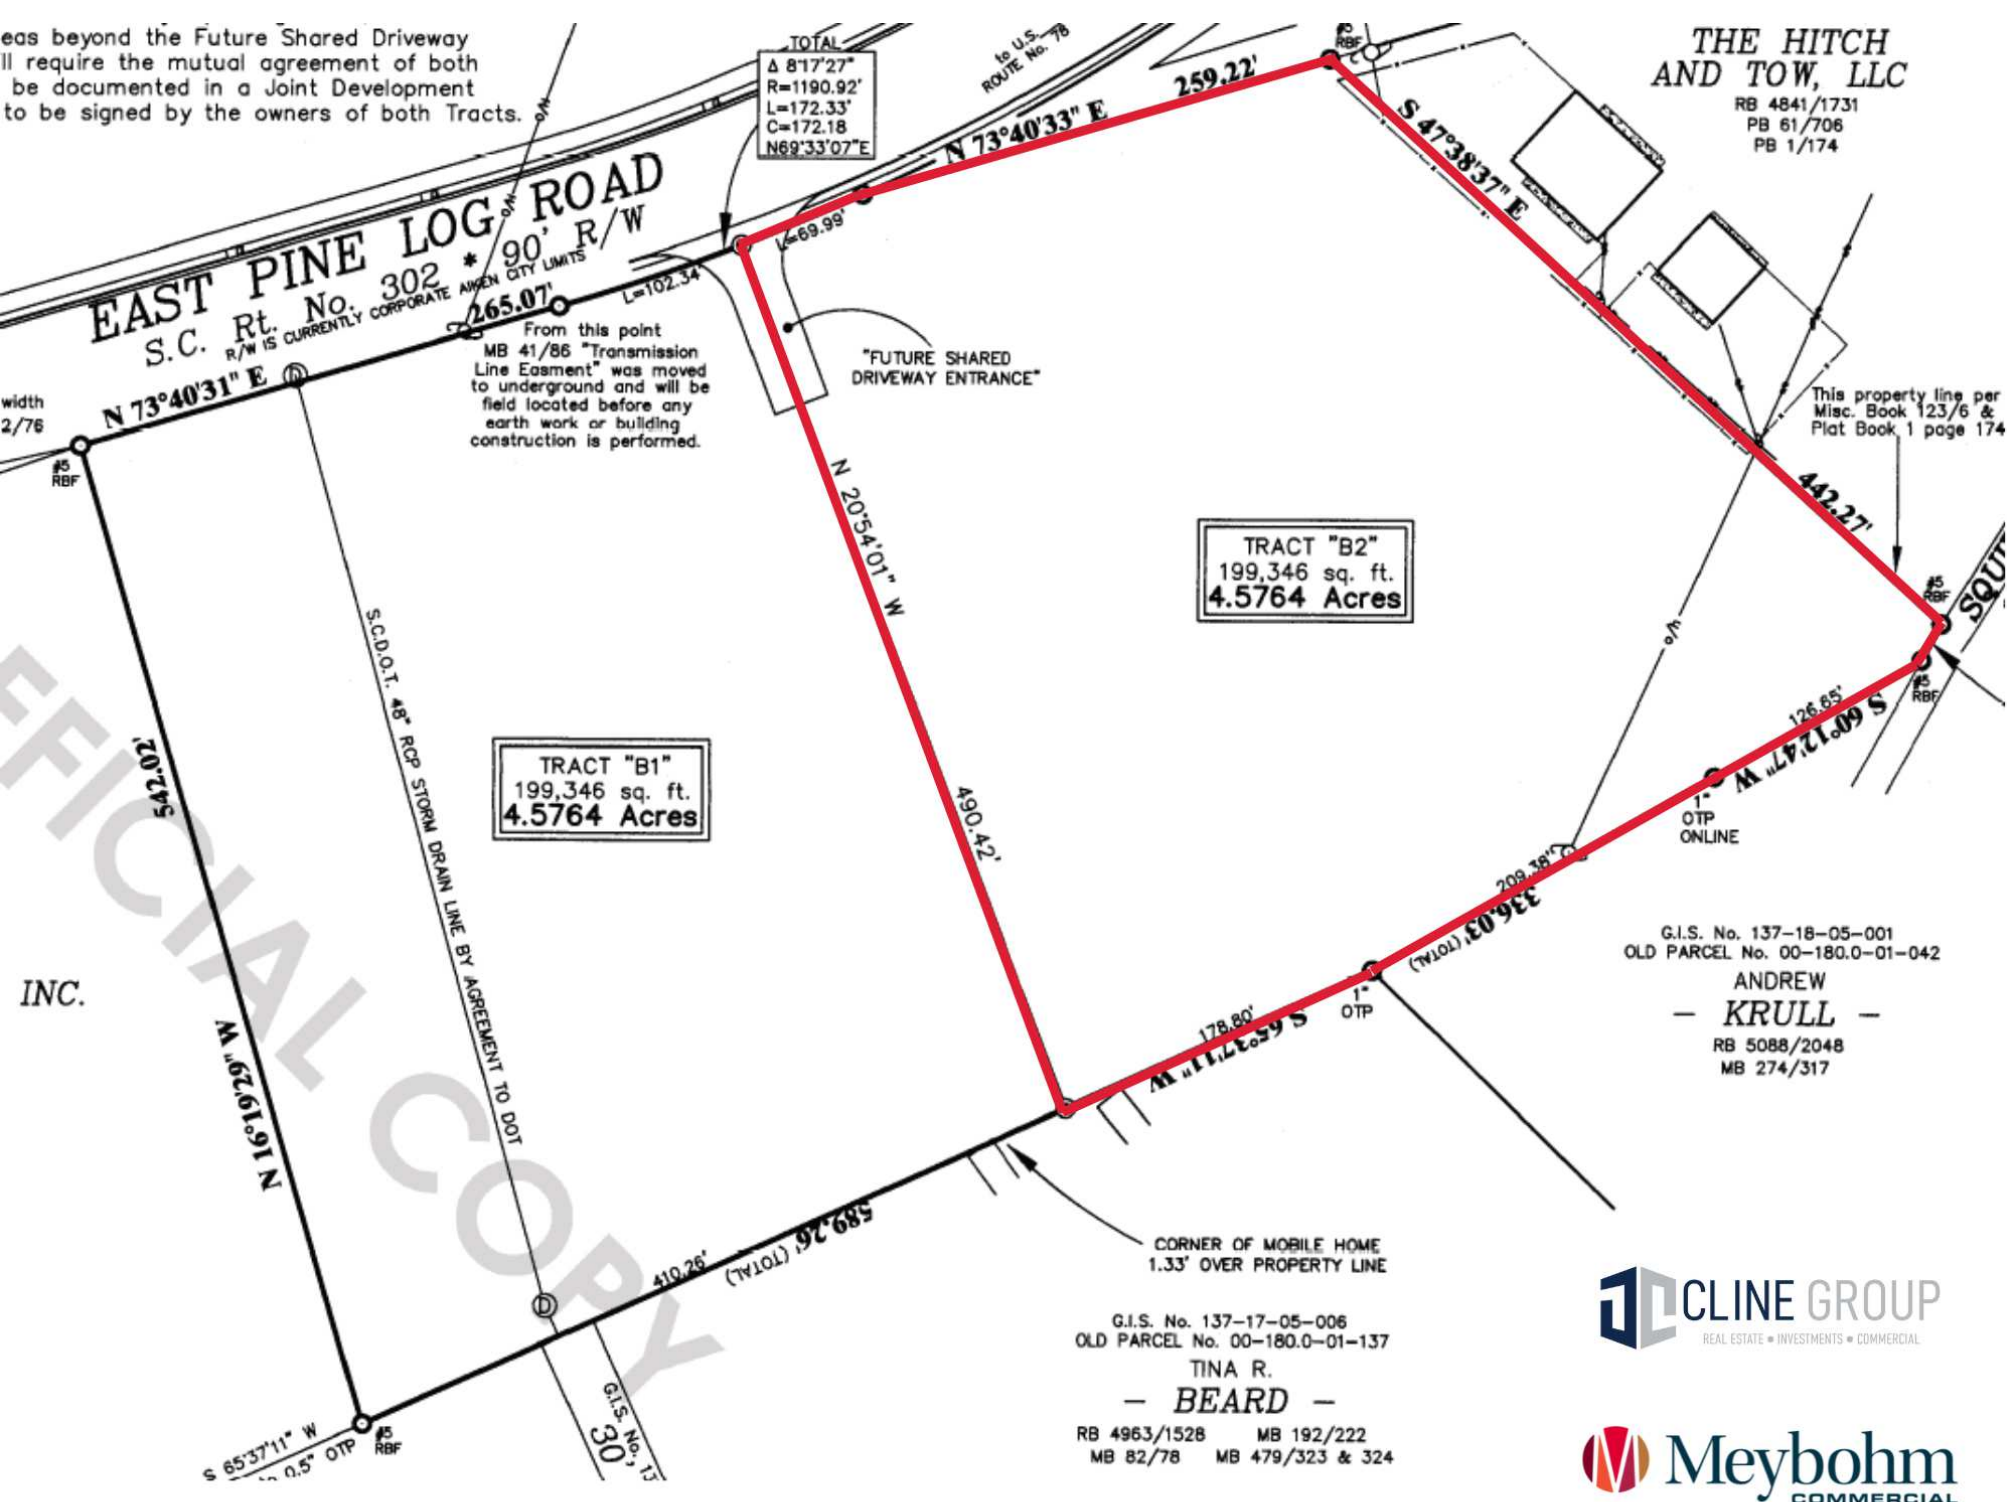 eas beyond the Future Shared Driveway
ll require the mutual agreement of both
be documented in a Joint Development
to be signed by the owners of both Tracts.
TOTAL
Δ 8°17'27"
R=1190.92'
L=172.33'
C=172.18
N69°33'07"E
to U.S.
ROUTE No. 78
259.22'
N 73°40'33" E
#5
RBF
THE HITCH
AND TOW, LLC
RB 4841/1731
PB 61/706
PB 1/174
S 47°38'37" E
EAST PINE LOG ROAD
S.C. Rt. No. 302 * 90' R/W
R/W IS CURRENTLY CORPORATE AIKEN CITY LIMITS
L=69.99'
L=102.34'
265.07'
N 73°40'31" E
width
2/76
#5
RBF
From this point
MB 41/86 "Transmission
Line Easment" was moved
to underground and will be
field located before any
earth work or building
construction is performed.
"FUTURE SHARED
DRIVEWAY ENTRANCE"
This property line per
Misc. Book 123/6 &
Plat Book 1 page 174
442.27'
N 20°54'01" W
490.42'
TRACT "B2"
199,346 sq. ft.
4.5764 Acres
#5
RBF
SQUI
#5
RBF
126.65'
S 60°12'47" W
1"
OTP
ONLINE
O/H
O/H
O/H
S.C.D.O.T. 48" RCP STORM DRAIN LINE BY AGREEMENT TO DOT
542.02'
N 16°19'29" W
TRACT "B1"
199,346 sq. ft.
4.5764 Acres
FFICIAL COPY
INC.
209.38'
336.03' (TOTAL)
1"
OTP
178.80'
S 65°37'11" W
G.I.S. No. 137-18-05-001
OLD PARCEL No. 00-180.0-01-042
ANDREW
- KRULL -
RB 5088/2048
MB 274/317
589.26' (TOTAL)
410.26'
CORNER OF MOBILE HOME
1.33' OVER PROPERTY LINE
G.I.S. No. 137-17-05-006
OLD PARCEL No. 00-180.0-01-137
TINA R.
- BEARD -
RB 4963/1528 MB 192/222
MB 82/78 MB 479/323 & 324
D
D
G.I.S. No. 13
30'
S 65°37'11" W
0.5" OTP
#5
RBF
CLINE GROUP
REAL ESTATE • INVESTMENTS • COMMERCIAL
Meybohm
COMMERCIAL